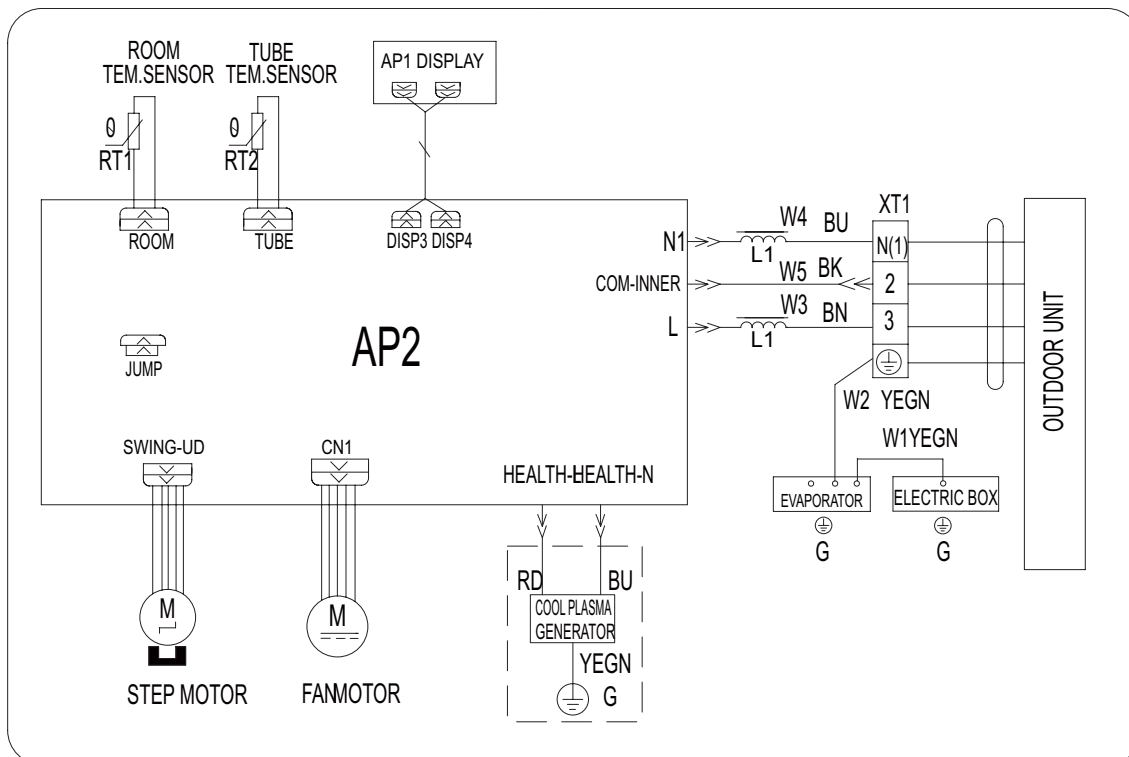 ROOM
TEM.SENSOR
TUBE
TEM.SENSOR
AP1 DISPLAY
θ
RT1
θ
RT2
ROOM
TUBE
DISP3 DISP4
N1
W4 BU
L1
XT1
N(1)
COM-INNER
W5 BK
2
L
W3 BN
L1
3
OUTDOOR UNIT
JUMP
AP2
W2 YEGN
W1YEGN
EVAPORATOR
ELECTRIC BOX
G
G
SWING-UD
CN1
HEALTH-L
HEALTH-N
RD
BU
COOL PLASMA
GENERATOR
YEGN
G
M
M
STEP MOTOR
FANMOTOR